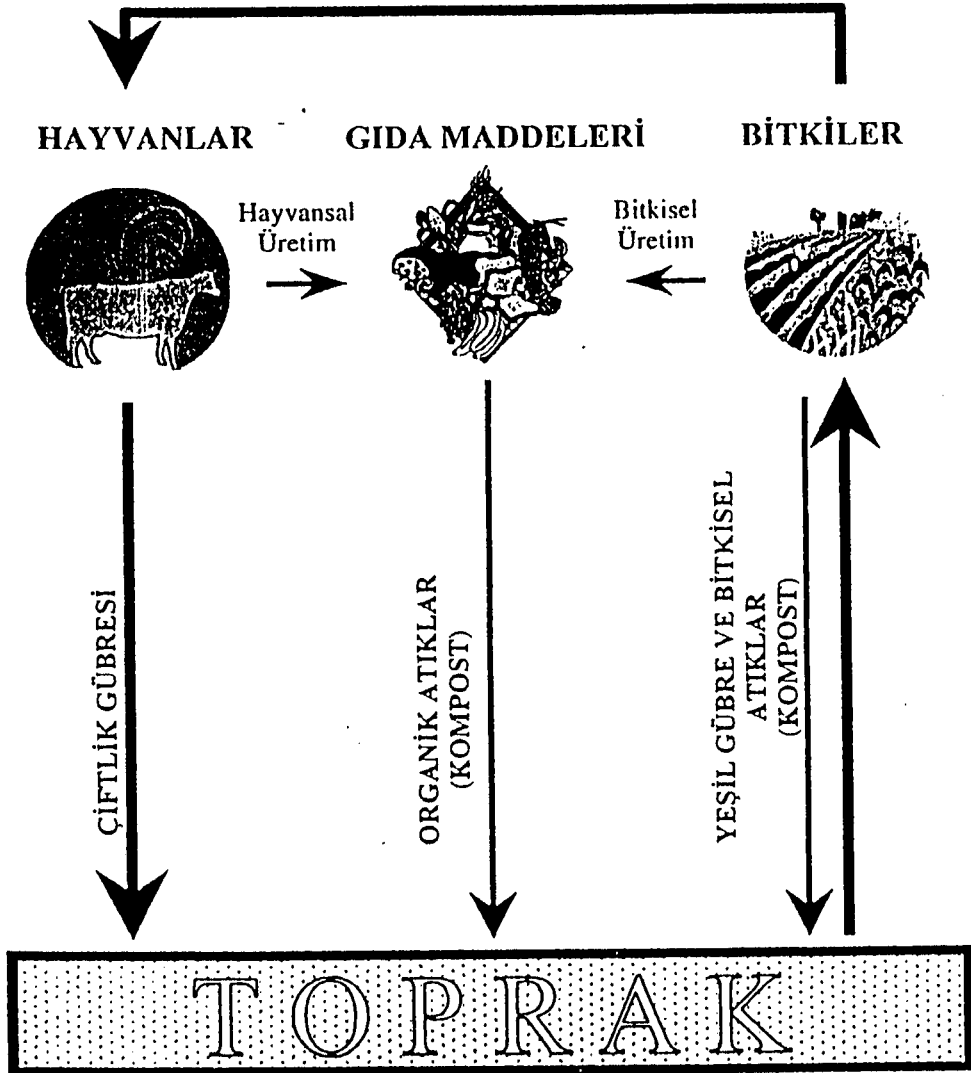 HAYVANLAR
GIDA MADDELERİ
BİTKİLER
Hayvansal
Üretim
Bitkisel
Üretim
ÇİFTLİK GÜBRESİ
ORGANİK ATIKLAR
(KOMPOST)
YEŞİL GÜBRE VE BİTKİSEL
ATIKLAR
(KOMPOST)
TOPRAK